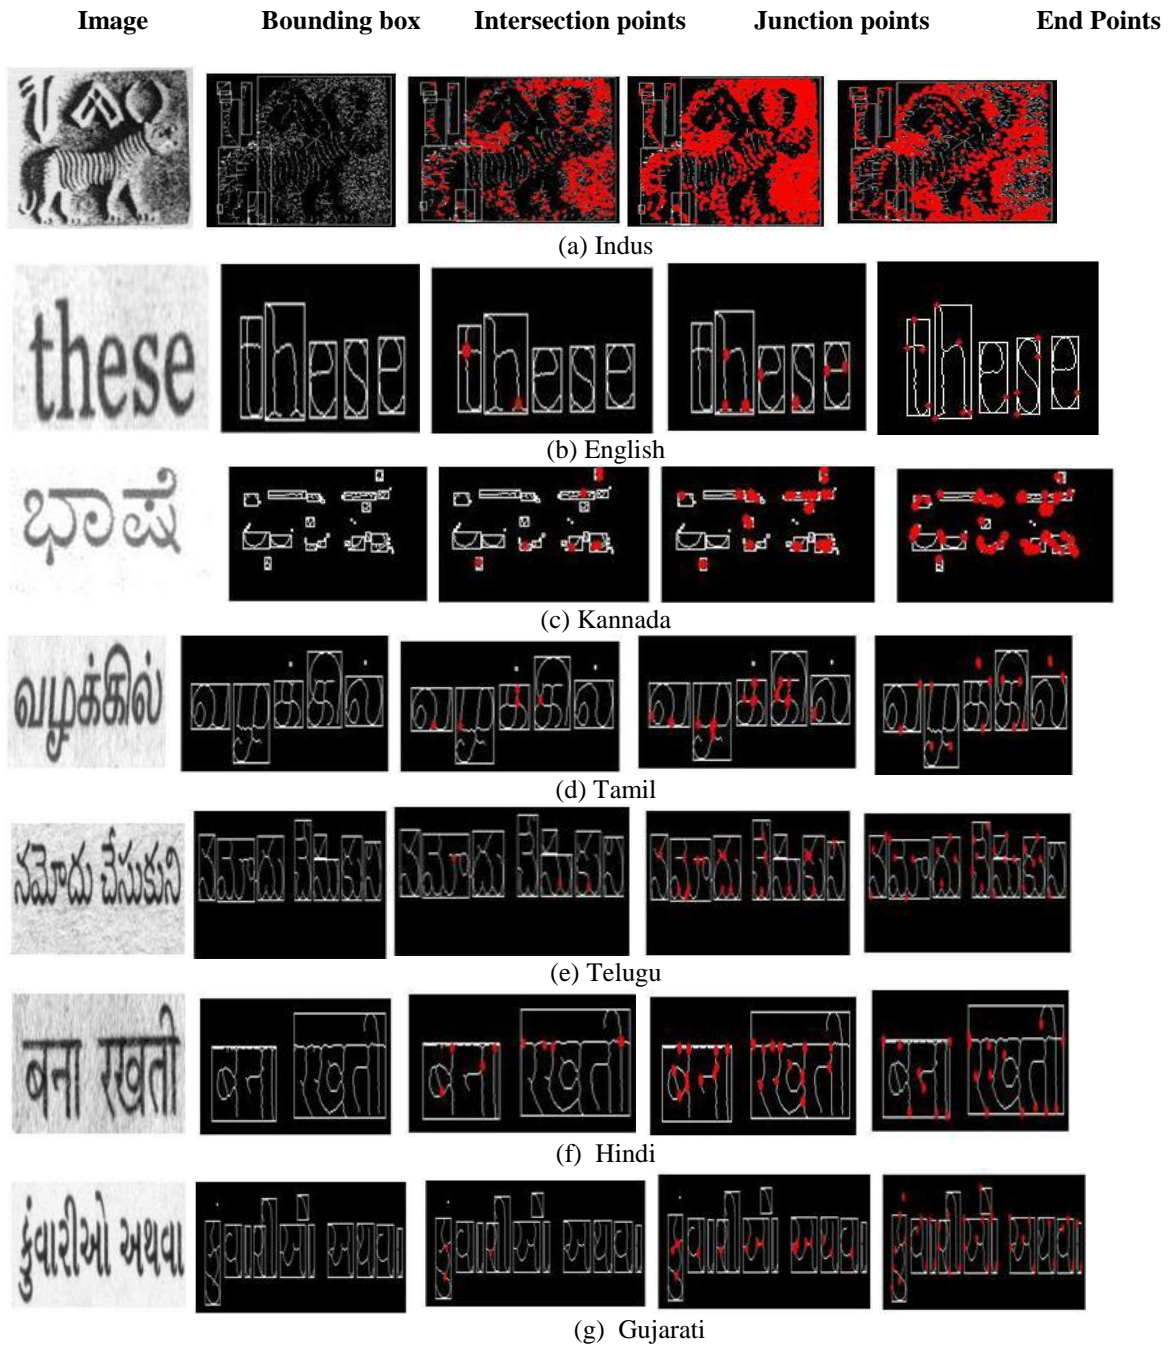 Image Bounding box Intersection points Junction points End Points
(a) Indus
these
(b) English
ಭಾಷೆ
(c) Kannada
வழக்கில்
(d) Tamil
నమోదు చేసుకుని
(e) Telugu
बना रखती
(f) Hindi
કુંવારીઓ અથવા
(g) Gujarati